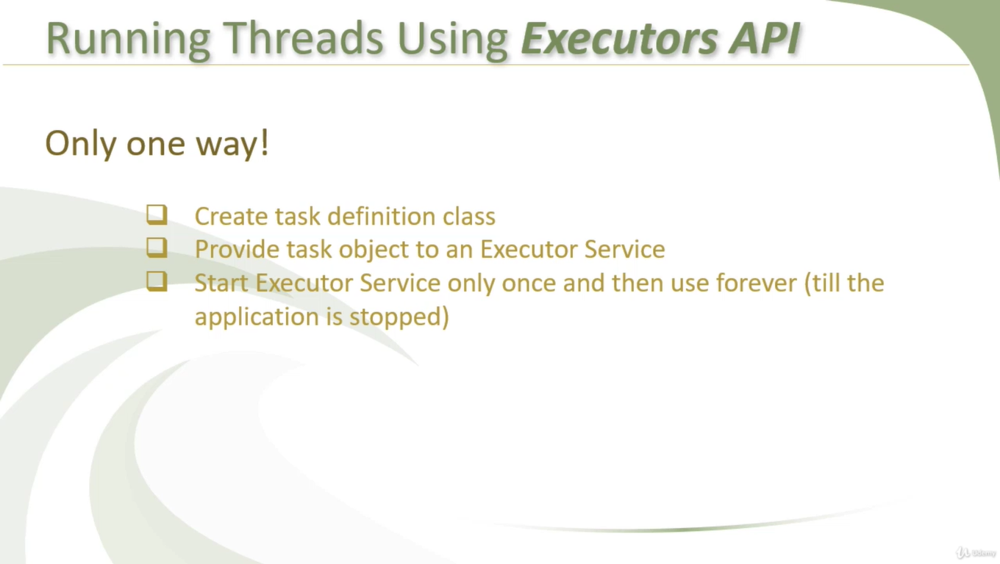 Running Threads Using Executors API
Only one way!
Create task definition class
Provide task object to an Executor Service
Start Executor Service only once and then use forever (till the
application is stopped)
Udemy